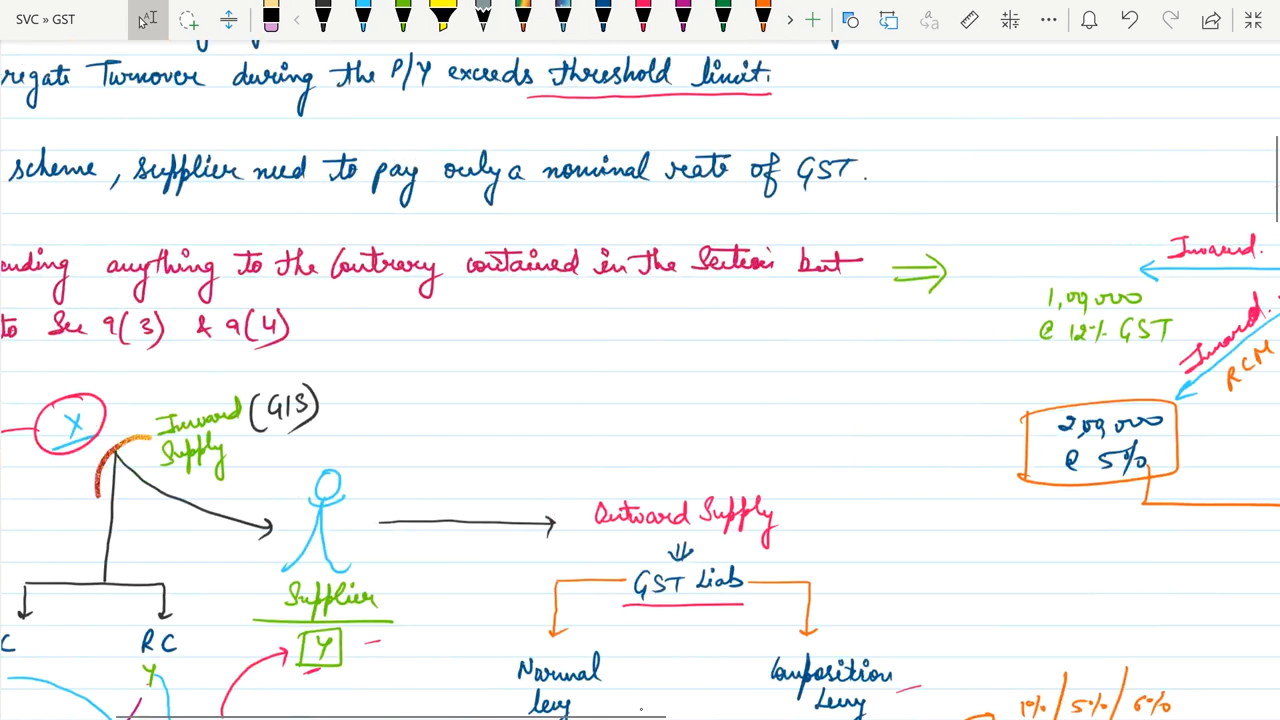 SVC » GST
regate Turnover during the P/Y exceeds threshold limit.
scheme, supplier need to pay only a nominal rate of GST.
anding anything to the Contrary contained in the Section but
to Sec 9(3) & 9(4)
Inward.
1,00,000
@ 12% GST
Inward.
RCM
2,00,000
@ 5%
X
Inward (G/S)
Supply
Outward Supply
GST Liab
Supplier
Y
C
RC
Y
Normal
levy
Composition
Levy
1% / 5% / 6%